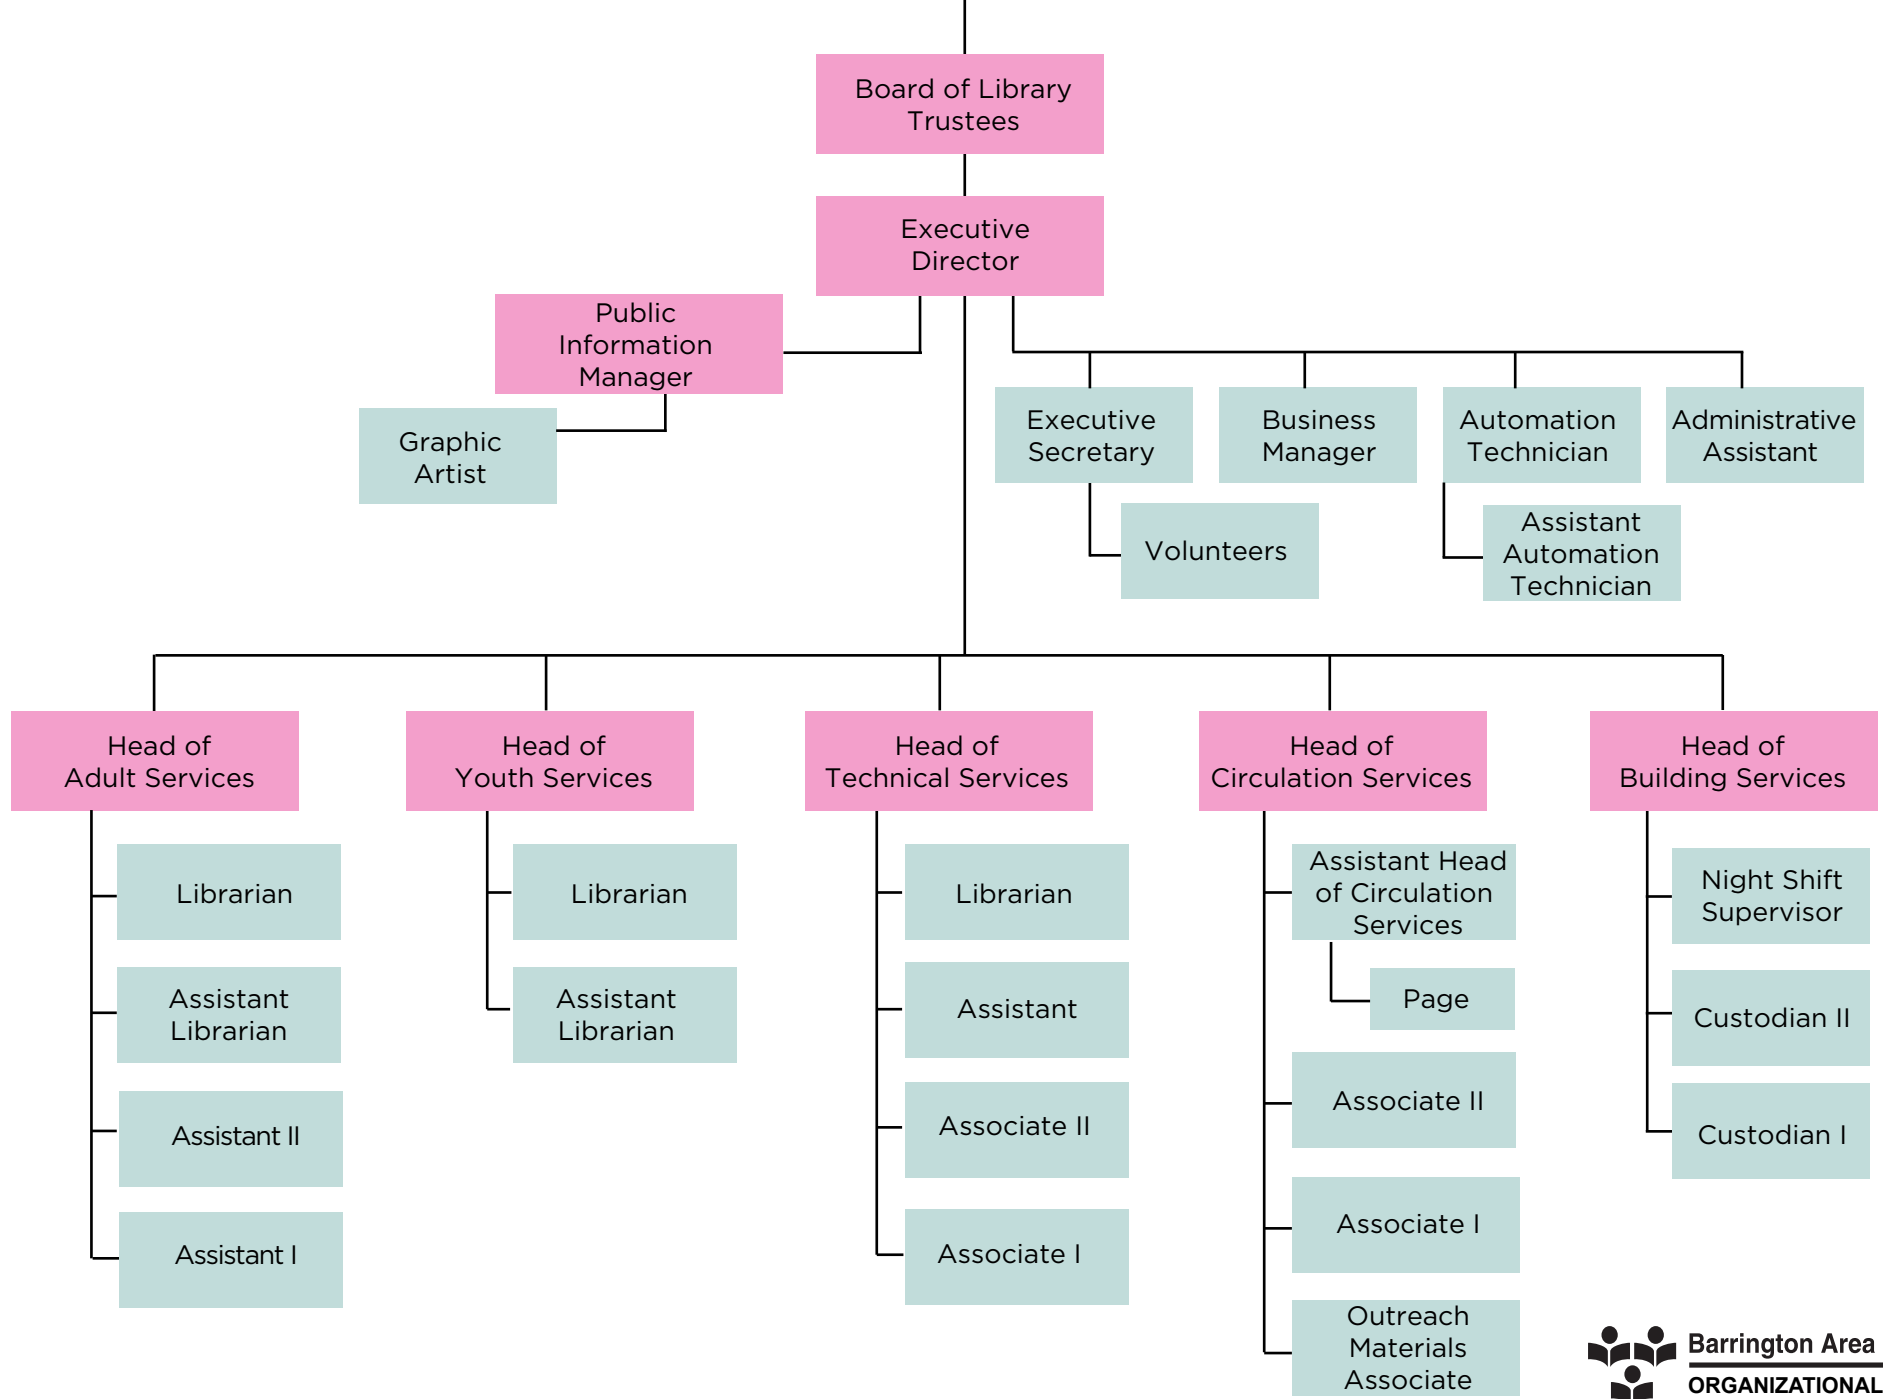 Board of Library
Trustees
Executive
Director
Public
Information
Manager
Graphic
Artist
Executive
Secretary
Business
Manager
Automation
Technician
Administrative
Assistant
Volunteers
Assistant
Automation
Technician
Head of
Adult Services
Head of
Youth Services
Head of
Technical Services
Head of
Circulation Services
Head of
Building Services
Librarian
Assistant
Librarian
Assistant II
Assistant I
Librarian
Assistant
Librarian
Librarian
Assistant
Associate II
Associate I
Assistant Head
of Circulation
Services
Page
Associate II
Associate I
Outreach
Materials
Associate
Night Shift
Supervisor
Custodian II
Custodian I
Barrington Area
ORGANIZATIONAL